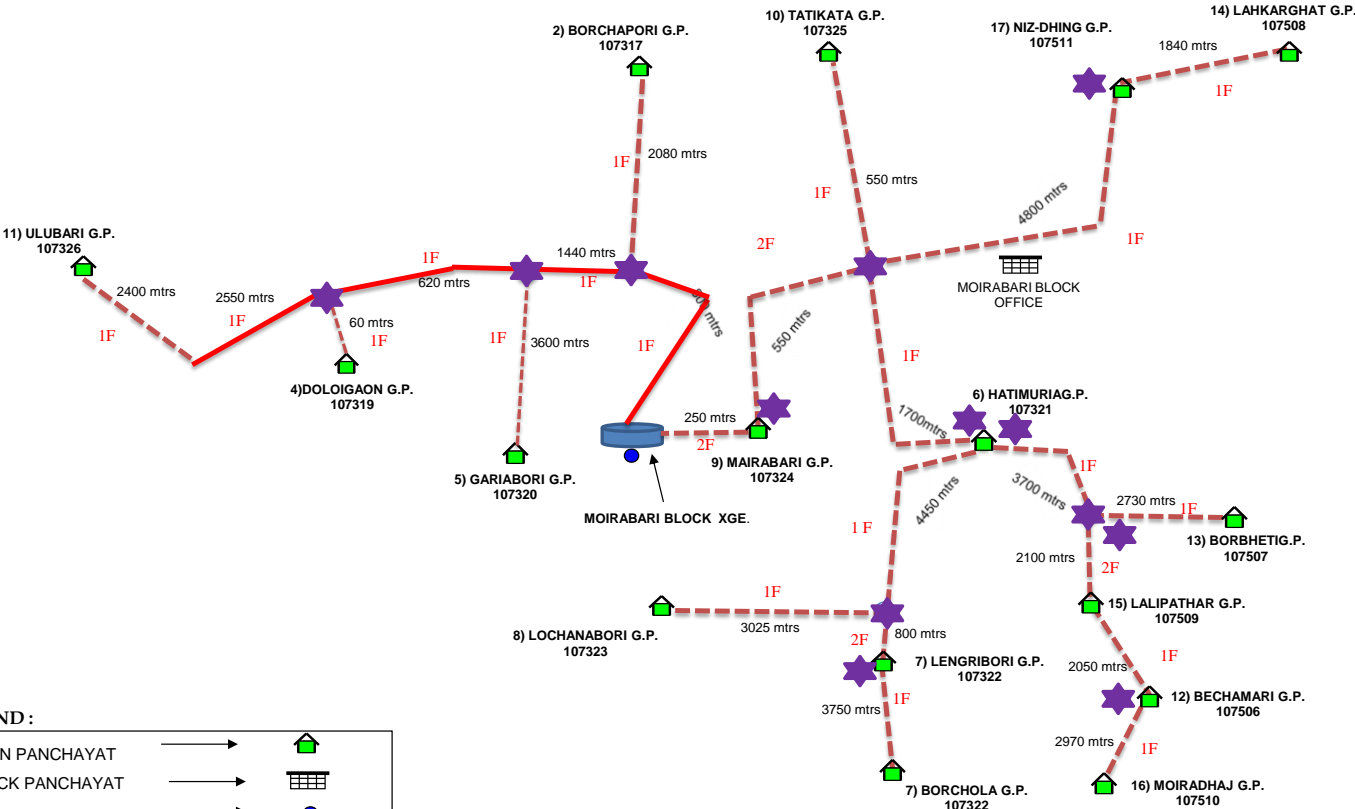 10) TATIKATA G.P.
107325
14) LAHKARGHAT G.P.
107508
17) NIZ-DHING G.P.
107511
2) BORCHAPORI G.P.
107317
1840 mtrs
1F
1F
2080 mtrs
1F
550 mtrs
4800 mtrs
11) ULUBARI G.P.
107326
2F
1F
1F
1440 mtrs
1F
620 mtrs
MOIRABARI BLOCK
OFFICE
2400 mtrs
2550 mtrs
1F
1F
60 mtrs
1F
1F
3600 mtrs
1F
mtrs
550 mtrs
1F
4)DOLOIGAON G.P.
107319
6) HATIMURIAG.P.
107321
250 mtrs
2F
1700mtrs
9) MAIRABARI G.P.
107324
5) GARIABORI G.P.
107320
1F
3700 mtrs
4450 mtrs
2730 mtrs
1F
MOIRABARI BLOCK XGE.
1 F
13) BORBHETIG.P.
107507
2100 mtrs
2F
1F
3025 mtrs
8) LOCHANABORI G.P.
107323
2F
800 mtrs
15) LALIPATHAR G.P.
107509
7) LENGRIBORI G.P.
107322
1F
2050 mtrs
3750 mtrs
1F
12) BECHAMARI G.P.
107506
2970 mtrs
1F
7) BORCHOLA G.P.
107322
16) MOIRADHAJ G.P.
107510
ND :
N PANCHAYAT
CK PANCHAYAT